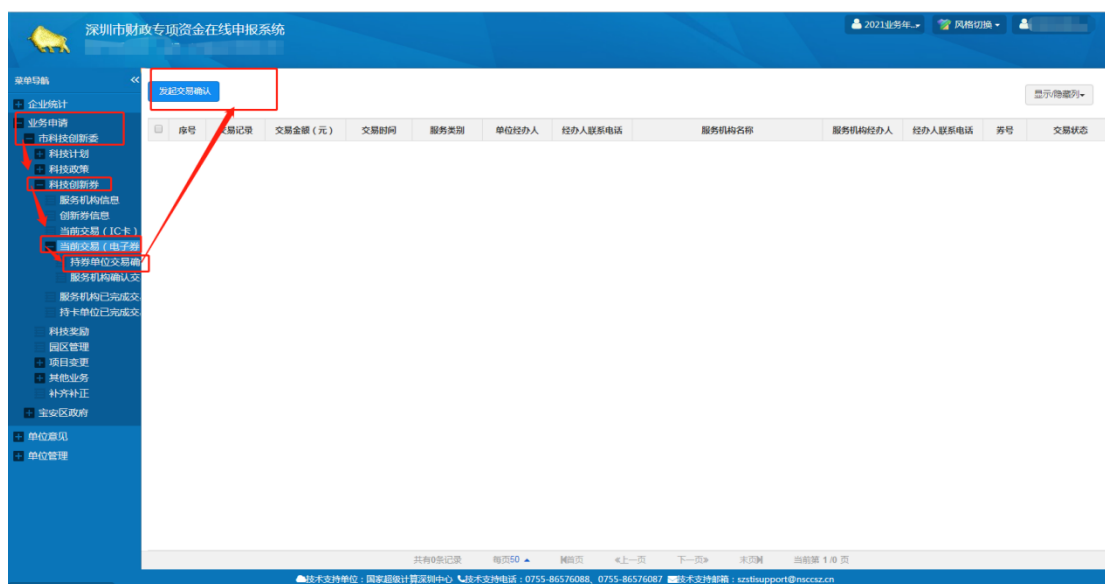 深圳市财政专项资金在线申报系统
2021业务年...
风格切换
菜单导航 «
企业统计
业务申请
市科技创新委
科技计划
科技政策
科技创新券
服务机构信息
创新券信息
当前交易（IC卡）
当前交易（电子券
持券单位交易确
服务机构确认交
服务机构已完成交
持卡单位已完成交
科技奖励
园区管理
项目变更
其他业务
补齐补正
宝安区政府
单位意见
单位管理
发起交易确认
显示/隐藏列
序号 交易记录 交易金额（元） 交易时间 服务类别 单位经办人 经办人联系电话 服务机构名称 服务机构经办人 经办人联系电话 券号 交易状态
共有0条记录 每页50 首页 «上一页 下一页» 末页 当前第 1 /0 页
技术支持单位：国家超级计算深圳中心 技术支持电话：0755-86576088、0755-86576087 技术支持邮箱：szstisupport@nsccsz.cn